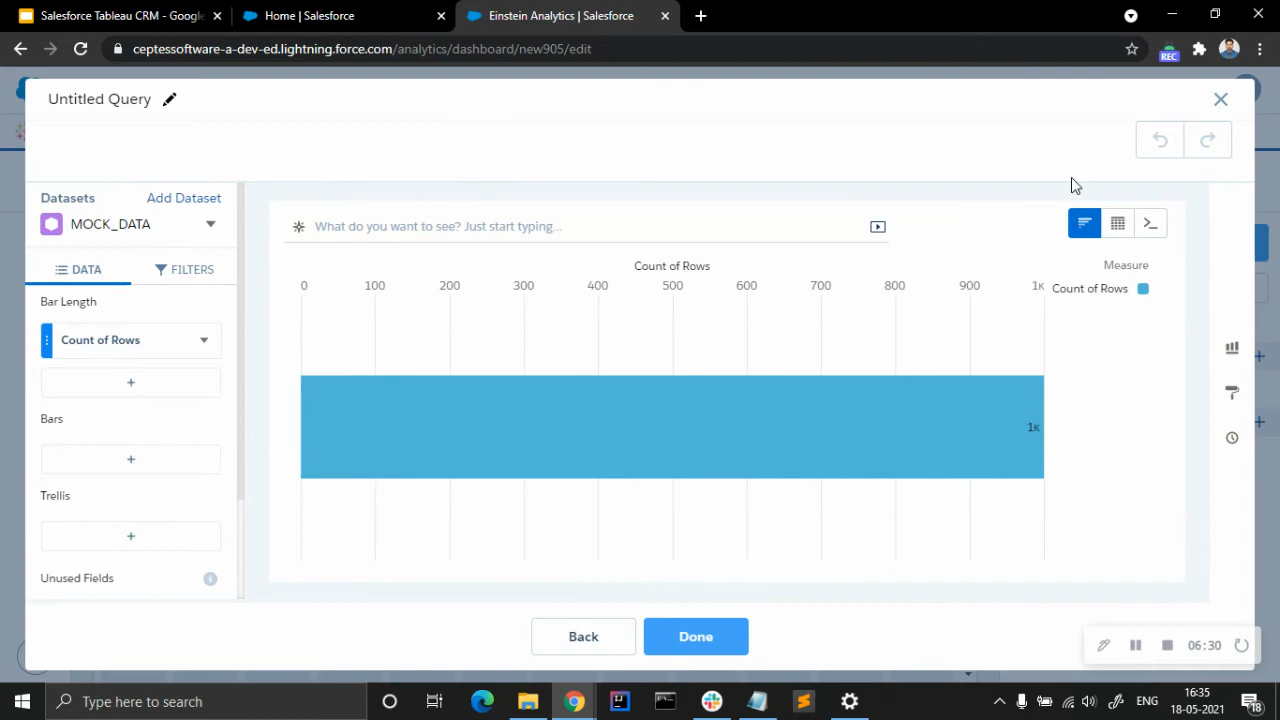 Salesforce Tableau CRM - Google
Home | Salesforce
Einstein Analytics | Salesforce
ceptessoftware-a-dev-ed.lightning.force.com/analytics/dashboard/new905/edit
REC
Untitled Query
Datasets
Add Dataset
MOCK_DATA
DATA
FILTERS
Bar Length
Count of Rows
+
Bars
+
Trellis
+
Unused Fields
What do you want to see? Just start typing...
Count of Rows
0 100 200 300 400 500 600 700 800 900 1K
1K
Measure
Count of Rows
Back
Done
06:30
Type here to search
ENG
16:35
18-05-2021
18